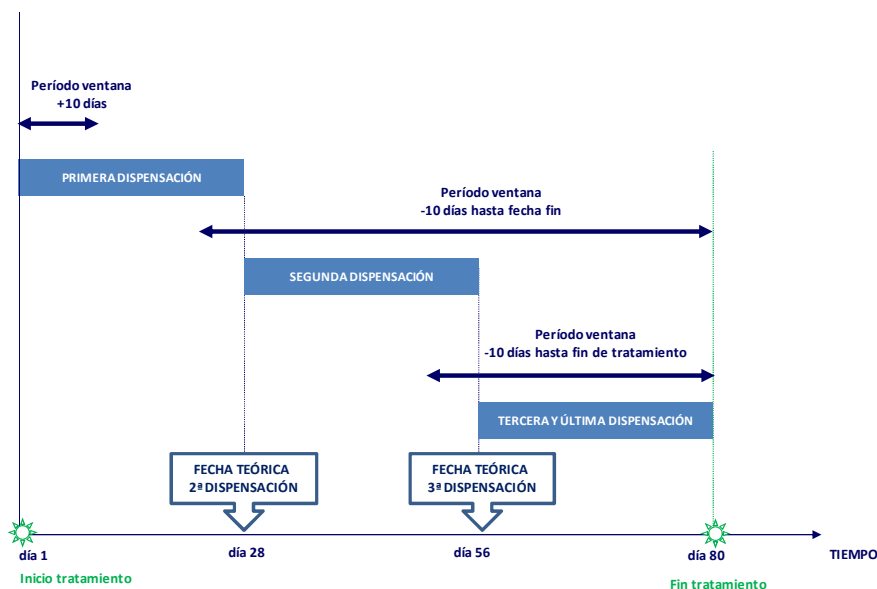 Período ventana
+10 días
PRIMERA DISPENSACIÓN
Período ventana
-10 días hasta fecha fin
SEGUNDA DISPENSACIÓN
Período ventana
-10 días hasta fin de tratamiento
TERCERA Y ÚLTIMA DISPENSACIÓN
FECHA TEÓRICA
2ª DISPENSACIÓN
FECHA TEÓRICA
3ª DISPENSACIÓN
día 1
día 28
día 56
día 80
TIEMPO
Inicio tratamiento
Fin tratamiento